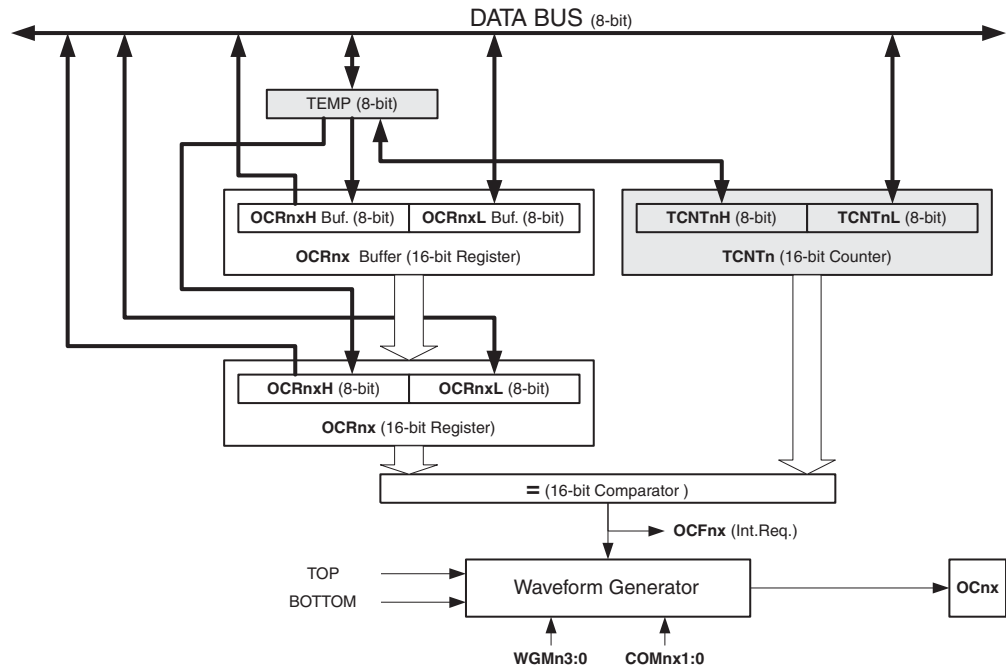 DATA BUS (8-bit)
TEMP (8-bit)
OCRnxH Buf. (8-bit)
OCRnxL Buf. (8-bit)
OCRnx Buffer (16-bit Register)
TCNTnH (8-bit)
TCNTnL (8-bit)
TCNTn (16-bit Counter)
OCRnxH (8-bit)
OCRnxL (8-bit)
OCRnx (16-bit Register)
= (16-bit Comparator )
OCFnx (Int.Req.)
TOP
BOTTOM
Waveform Generator
OCnx
WGMn3:0
COMnx1:0